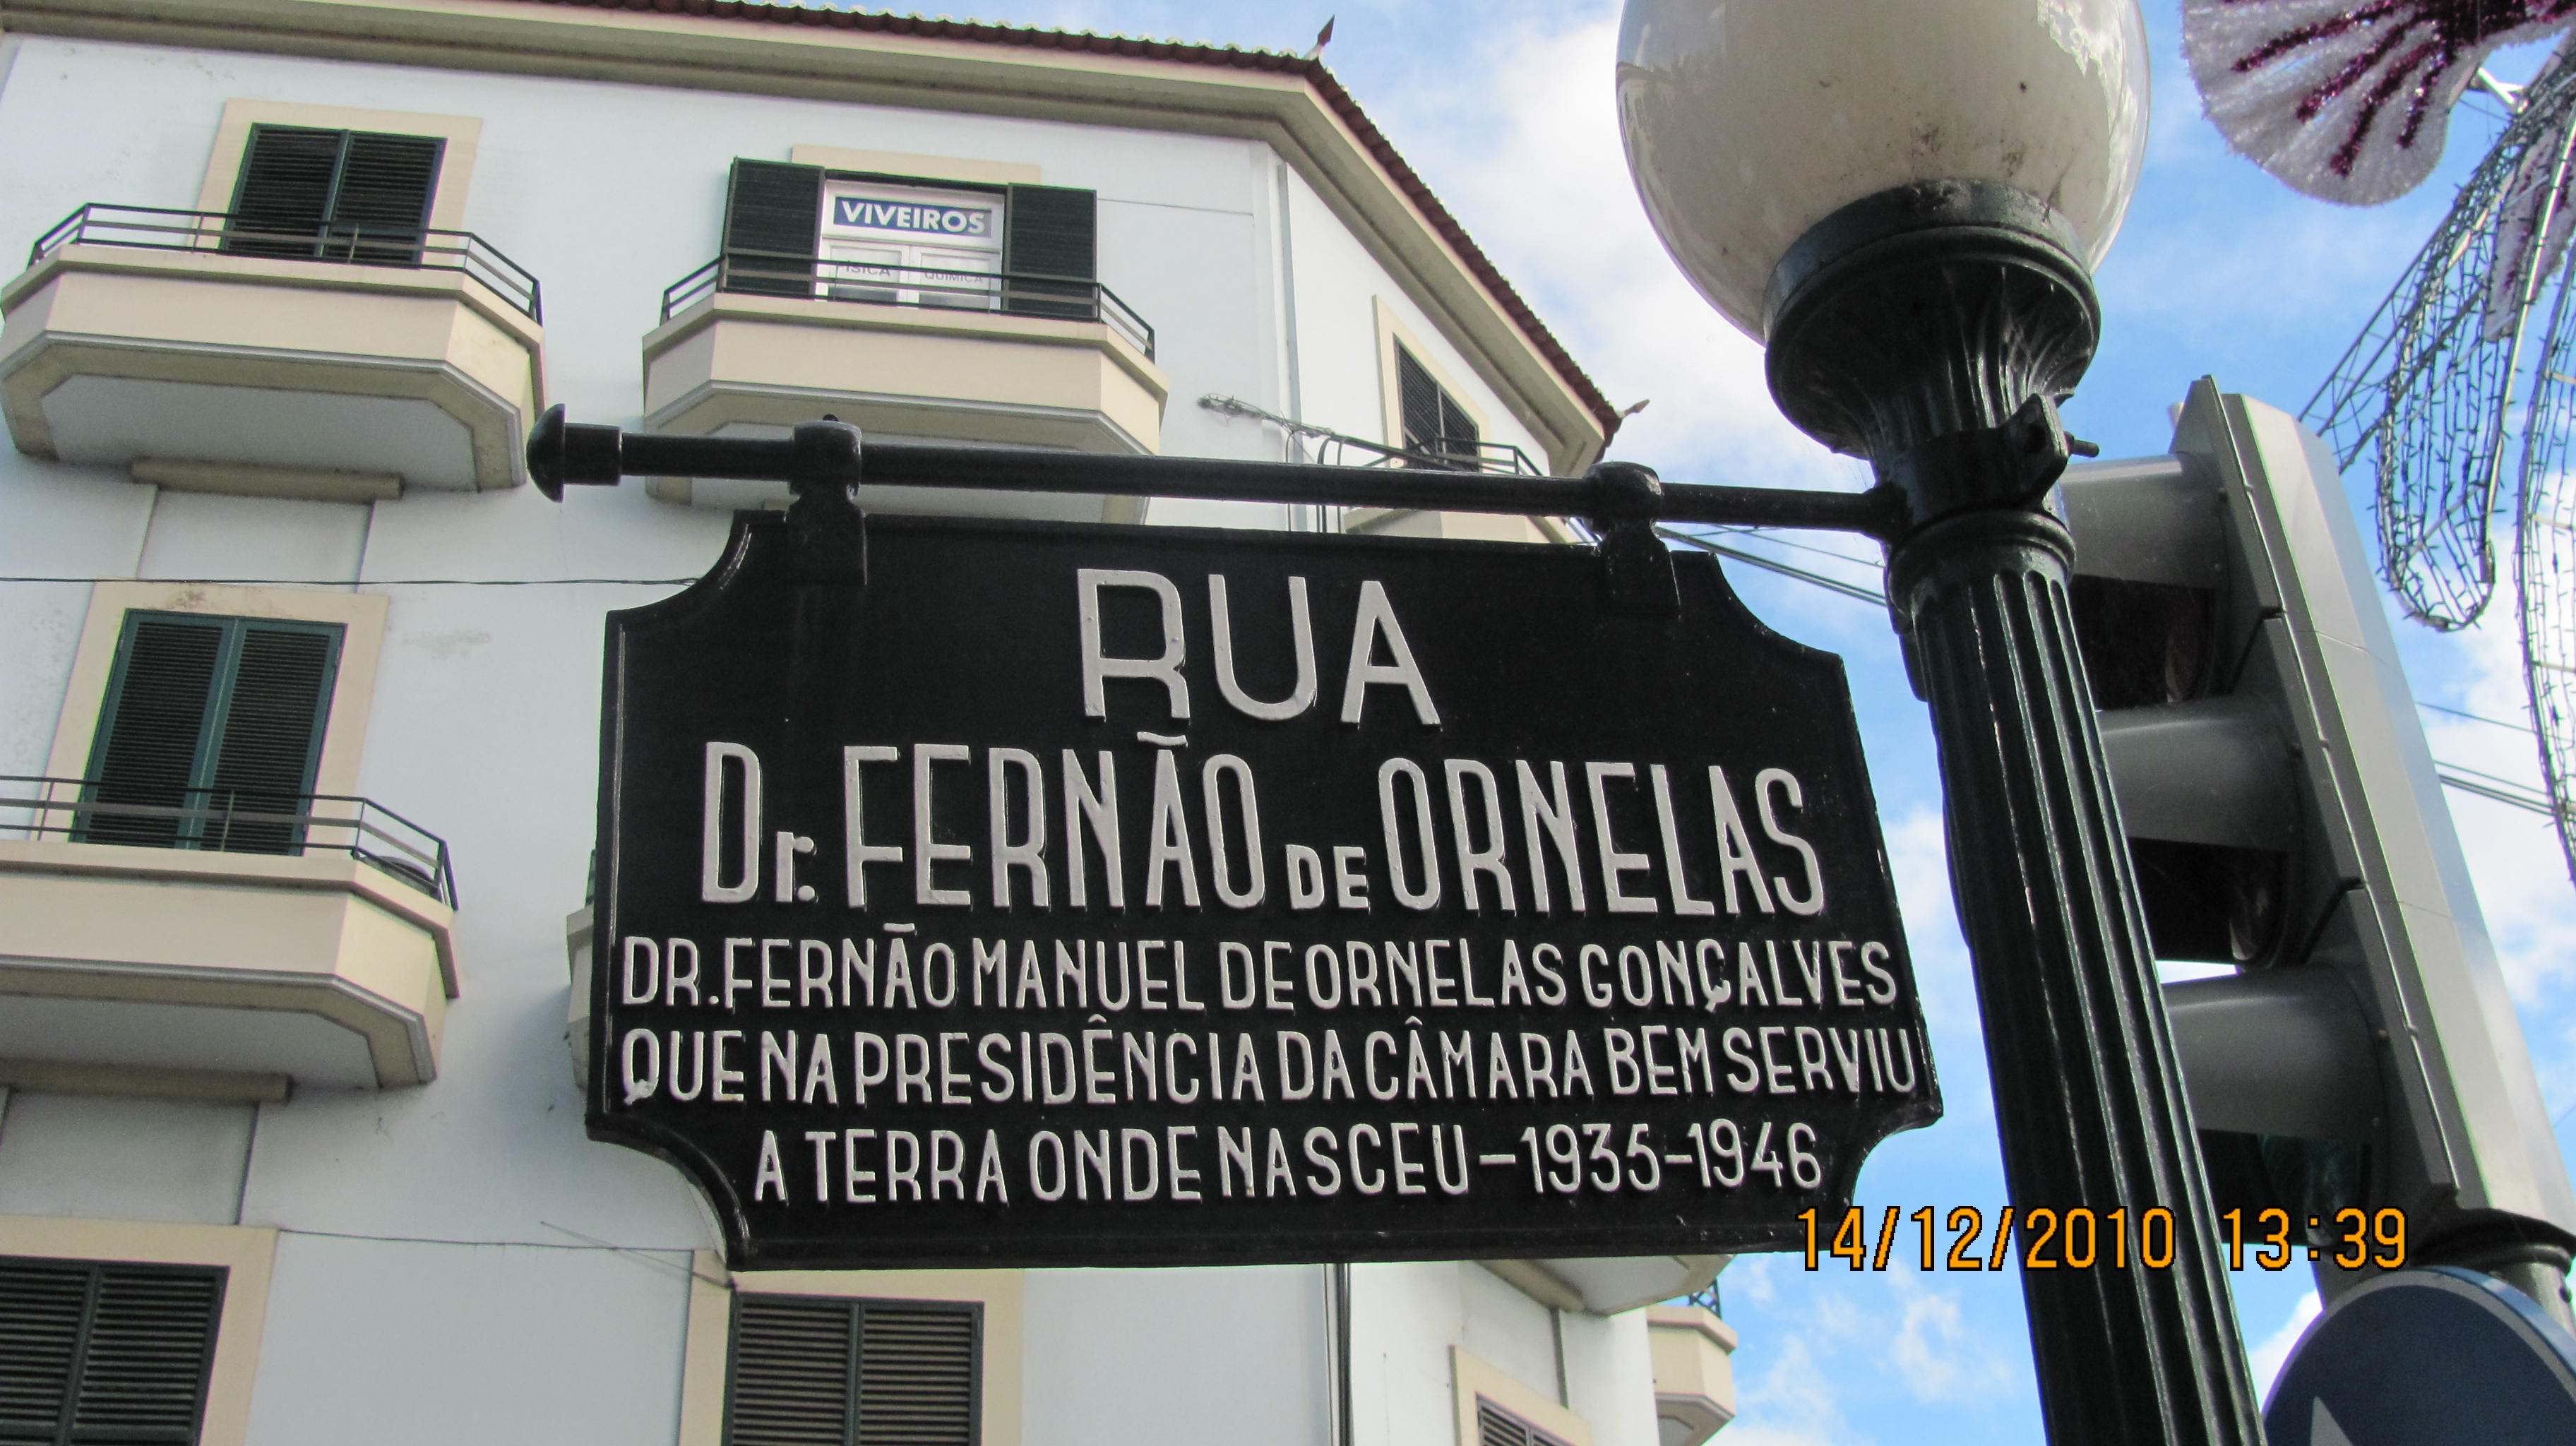 VIVEIROS
QUÍMICA
RUA
Dr. FERNÃO DE ORNELAS
DR. FERNÃO MANUEL DE ORNELAS GONÇALVES
QUE NA PRESIDÊNCIA DA CÂMARA BEM SERVIU
A TERRA ONDE NASCEU-1935-1946
14/12/2010 13:39